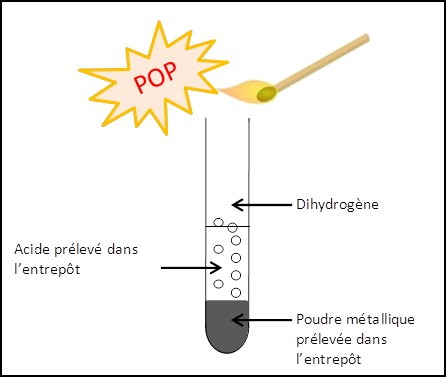 POP
Dihydrogène
Acide prélevé dans
l'entrepôt
Poudre métallique
prélevée dans
l'entrepôt